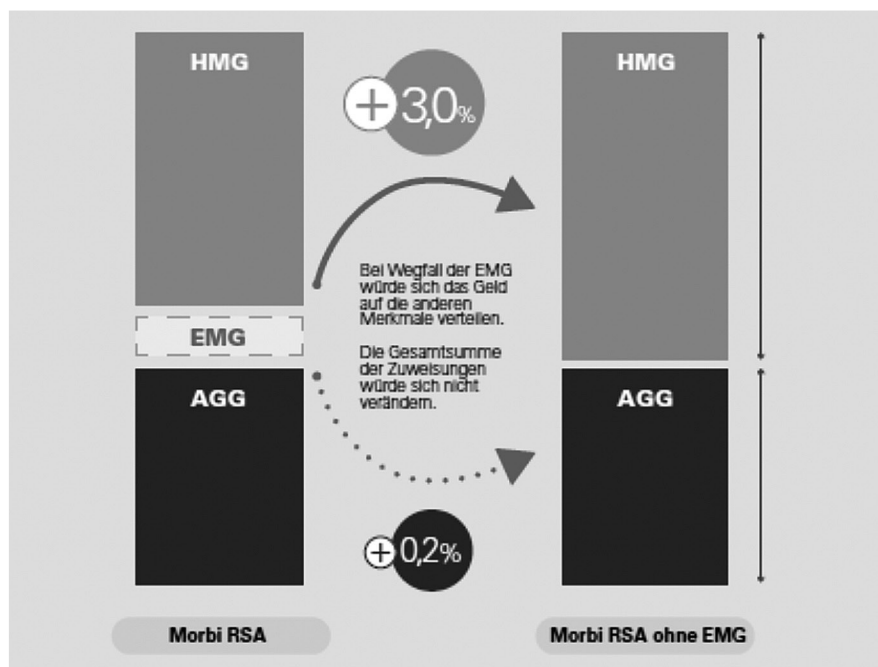 HMG
HMG
+ 3,0%
Bei Wegfall der EMG
würde sich das Geld
auf die anderen
Merkmale verteilen.
EMG
Die Gesamtsumme
der Zuweisungen
würde sich nicht
verändern.
AGG
AGG
+ 0,2%
Morbi RSA
Morbi RSA ohne EMG